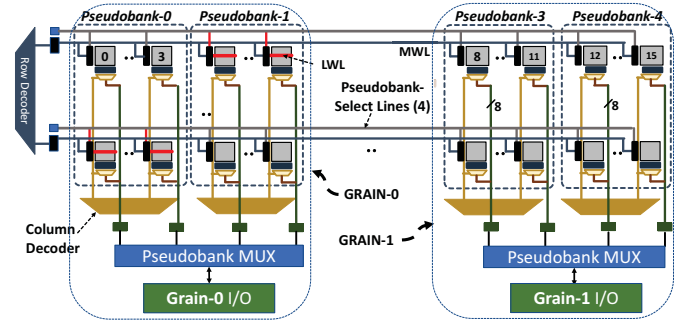 Pseudobank-0 Pseudobank-1 Pseudobank-3 Pseudobank-4
0 3 8 11 12 15
MWL
LWL
Row Decoder
Pseudobank-
Select Lines (4)
8 8
GRAIN-0
Column
Decoder
GRAIN-1
Pseudobank MUX Pseudobank MUX
Grain-0 I/O Grain-1 I/O